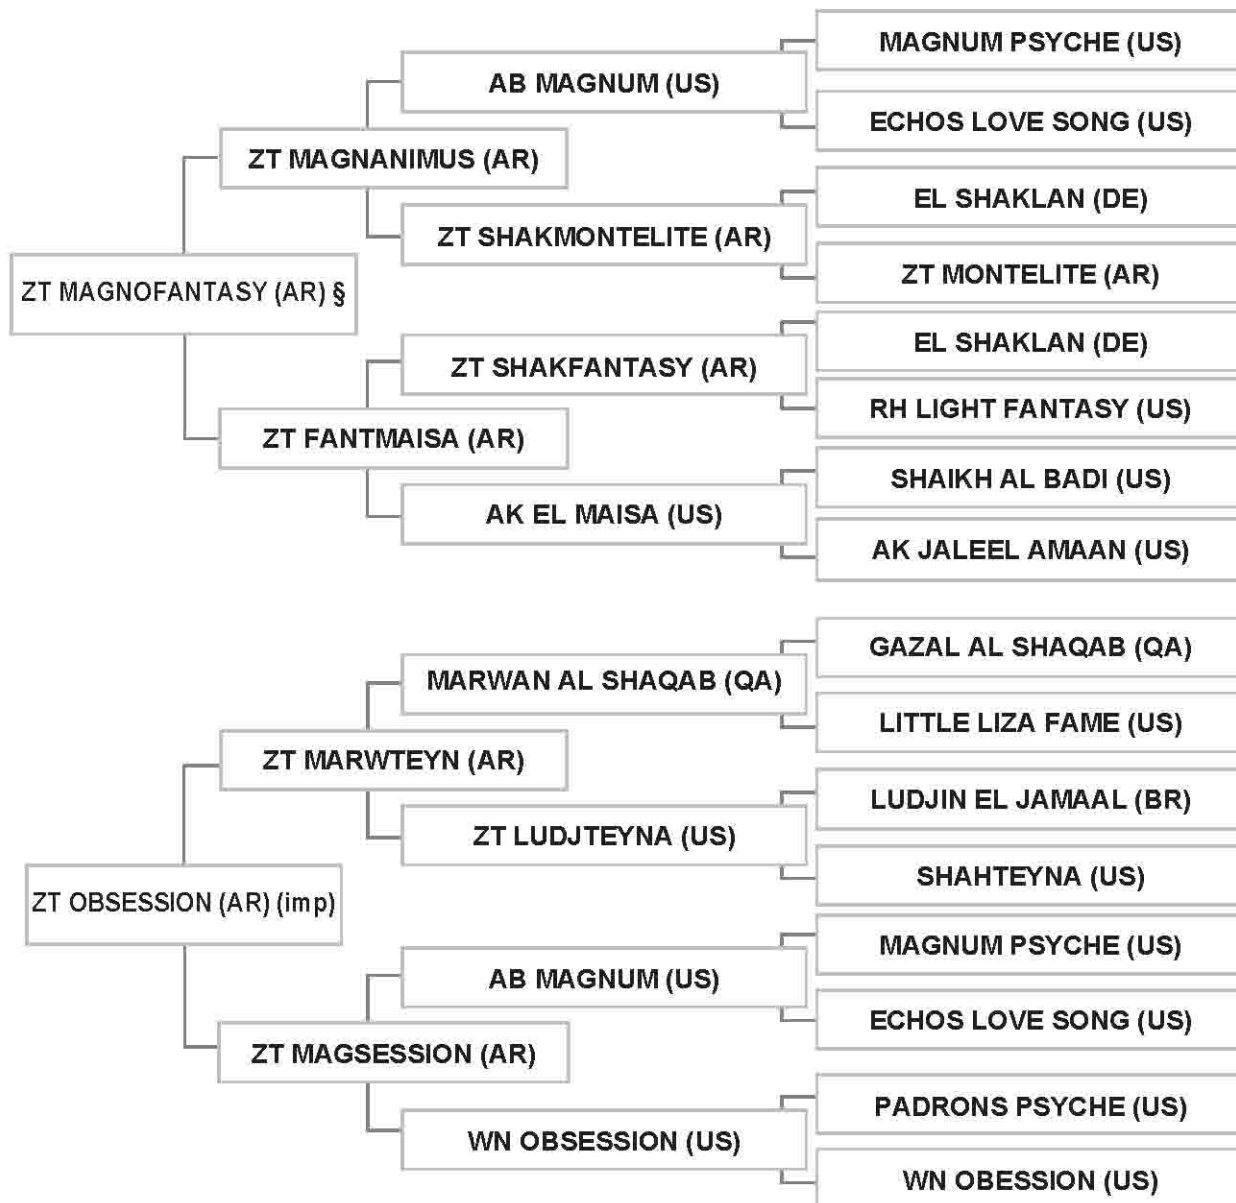 MAGNUM PSYCHE (US)
AB MAGNUM (US)
ECHOS LOVE SONG (US)
ZT MAGNANIMUS (AR)
EL SHAKLAN (DE)
ZT SHAKMONTELITE (AR)
ZT MONTELITE (AR)
ZT MAGNOFANTASY (AR) §
EL SHAKLAN (DE)
ZT SHAKFANTASY (AR)
RH LIGHT FANTASY (US)
ZT FANTMAISA (AR)
SHAIKH AL BADI (US)
AK EL MAISA (US)
AK JALEEL AMAAN (US)
GAZAL AL SHAQAB (QA)
MARWAN AL SHAQAB (QA)
LITTLE LIZA FAME (US)
ZT MARWTEYN (AR)
LUDJIN EL JAMAAL (BR)
ZT LUDJTEYNA (US)
SHAHTEYNA (US)
ZT OBSESSION (AR) (imp)
MAGNUM PSYCHE (US)
AB MAGNUM (US)
ECHOS LOVE SONG (US)
ZT MAGSESSION (AR)
PADRONS PSYCHE (US)
WN OBSESSION (US)
WN OBESSION (US)